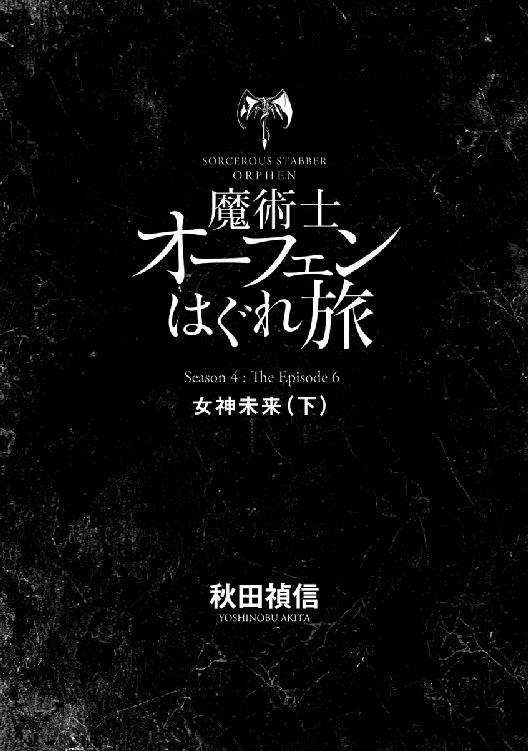 SORCEROUS STABBER
ORPHEN
魔術士
オーフェン
はぐれ旅
Season 4 : The Episode 6
女神未来(下)
秋田禎信
YOSHINOBU AKITA